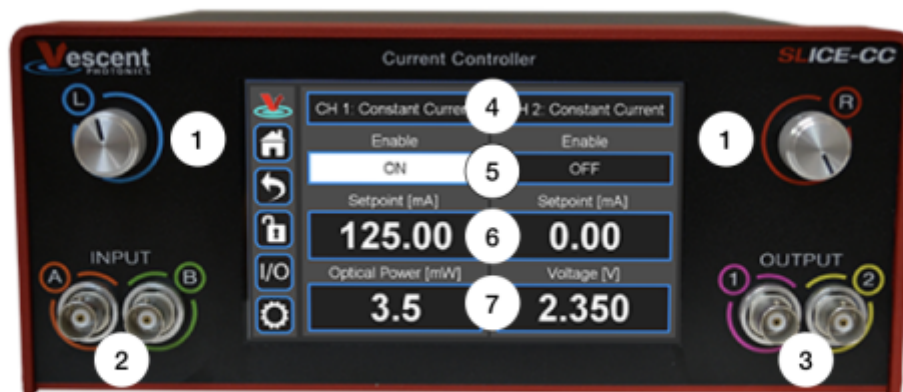 Vescent
PHOTONICS
Current Controller
SLICE-CC
L
R
1
1
4
CH 1: Constant
2: Constant Current
Enable
Enable
5
ON
OFF
Setpoint [mA]
Setpoint [mA]
6
125.00
0.00
I/O
Optical Power [mW]
Voltage [V]
7
3.5
2.350
INPUT
A
B
2
OUTPUT
1
2
3